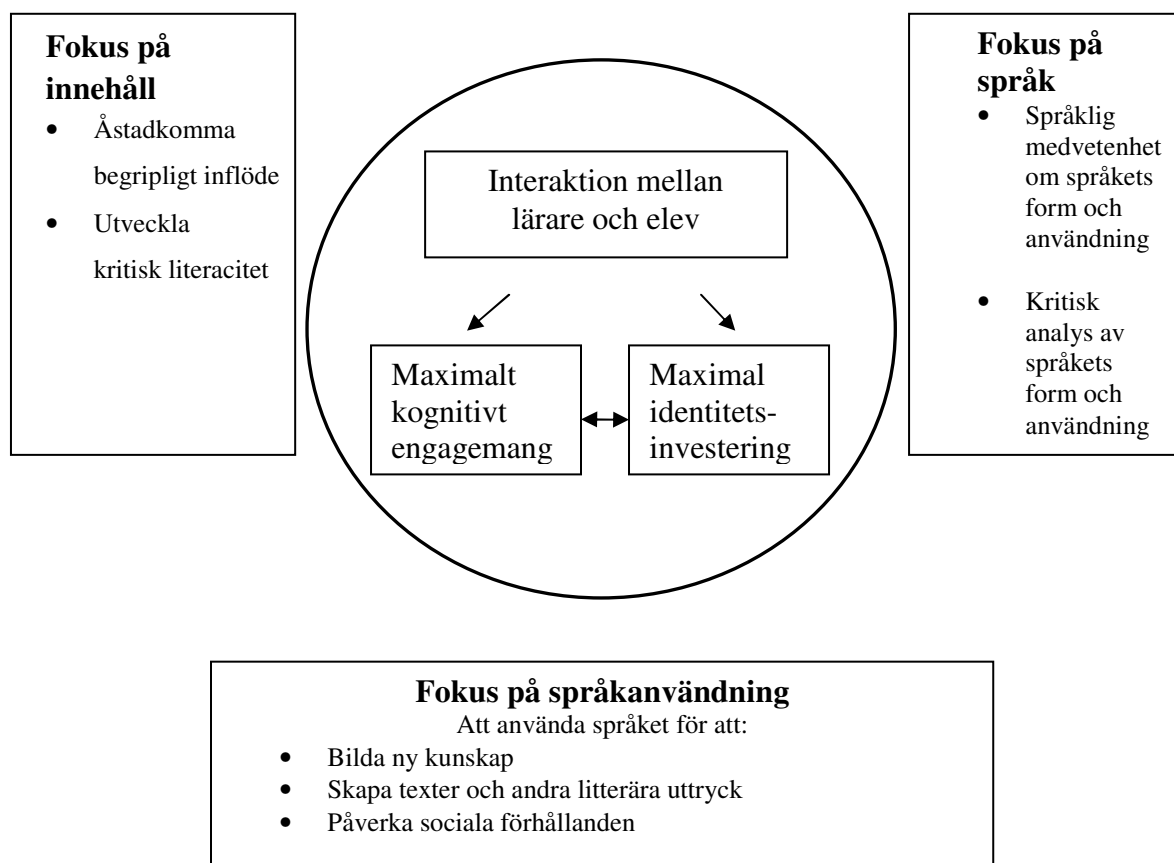 Fokus på
innehåll
• Åstadkomma
begripligt inflöde
• Utveckla
kritisk literacitet
Interaktion mellan
lärare och elev
Maximalt
kognitivt
engagemang
Maximal
identitets-
investering
Fokus på
språk
• Språklig
medvetenhet
om språkets
form och
användning
• Kritisk
analys av
språkets
form och
användning
Fokus på språkanvändning
Att använda språket för att:
• Bilda ny kunskap
• Skapa texter och andra litterära uttryck
• Påverka sociala förhållanden